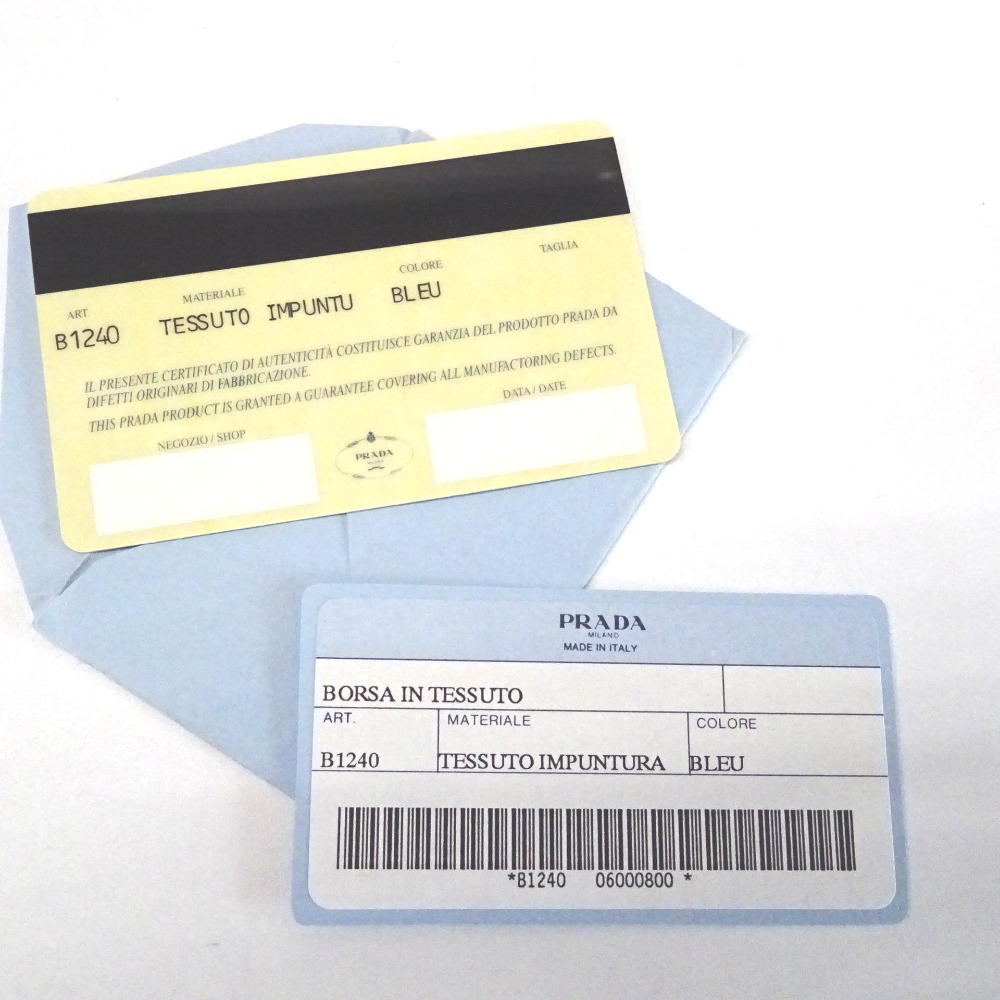 TAGLIA
COLORE
MATERIALE
ART.
B1240 TESSUTO IMPUNTU BLEU
IL PRESENTE CERTIFICATO DI AUTENTICITÀ COSTITUISCE GARANZIA DEL PRODOTTO PRADA DA
DIFETTI ORIGINARI DI FABBRICAZIONE.
THIS PRADA PRODUCT IS GRANTED A GUARANTEE COVERING ALL MANUFACTORING DEFECTS.
NEGOZIO / SHOP
DATA / DATE
PRADA
MILANO
PRADA
MILANO
MADE IN ITALY
BORSA IN TESSUTO
ART. MATERIALE COLORE
B1240 TESSUTO IMPUNTURA BLEU
*B1240 06000800 *